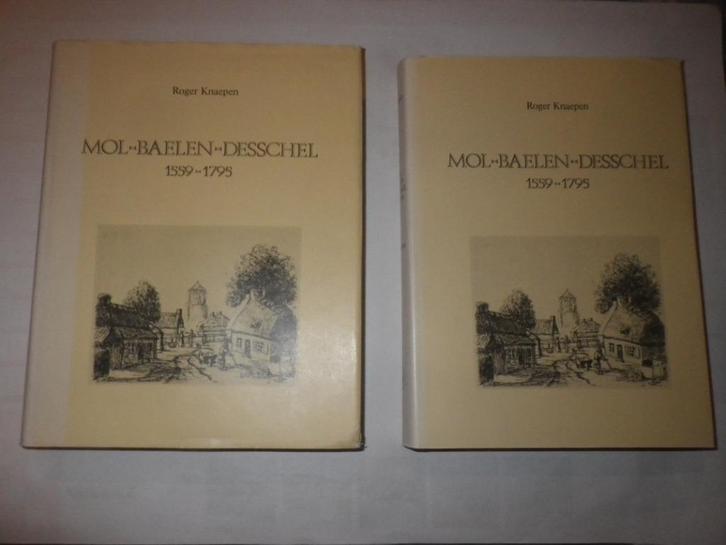 Roger Knaepen
MOL-BAELEN-DESSCHEL
1559-1795
Roger Knaepen
MOL-BAELEN-DESSCHEL
1559-1795